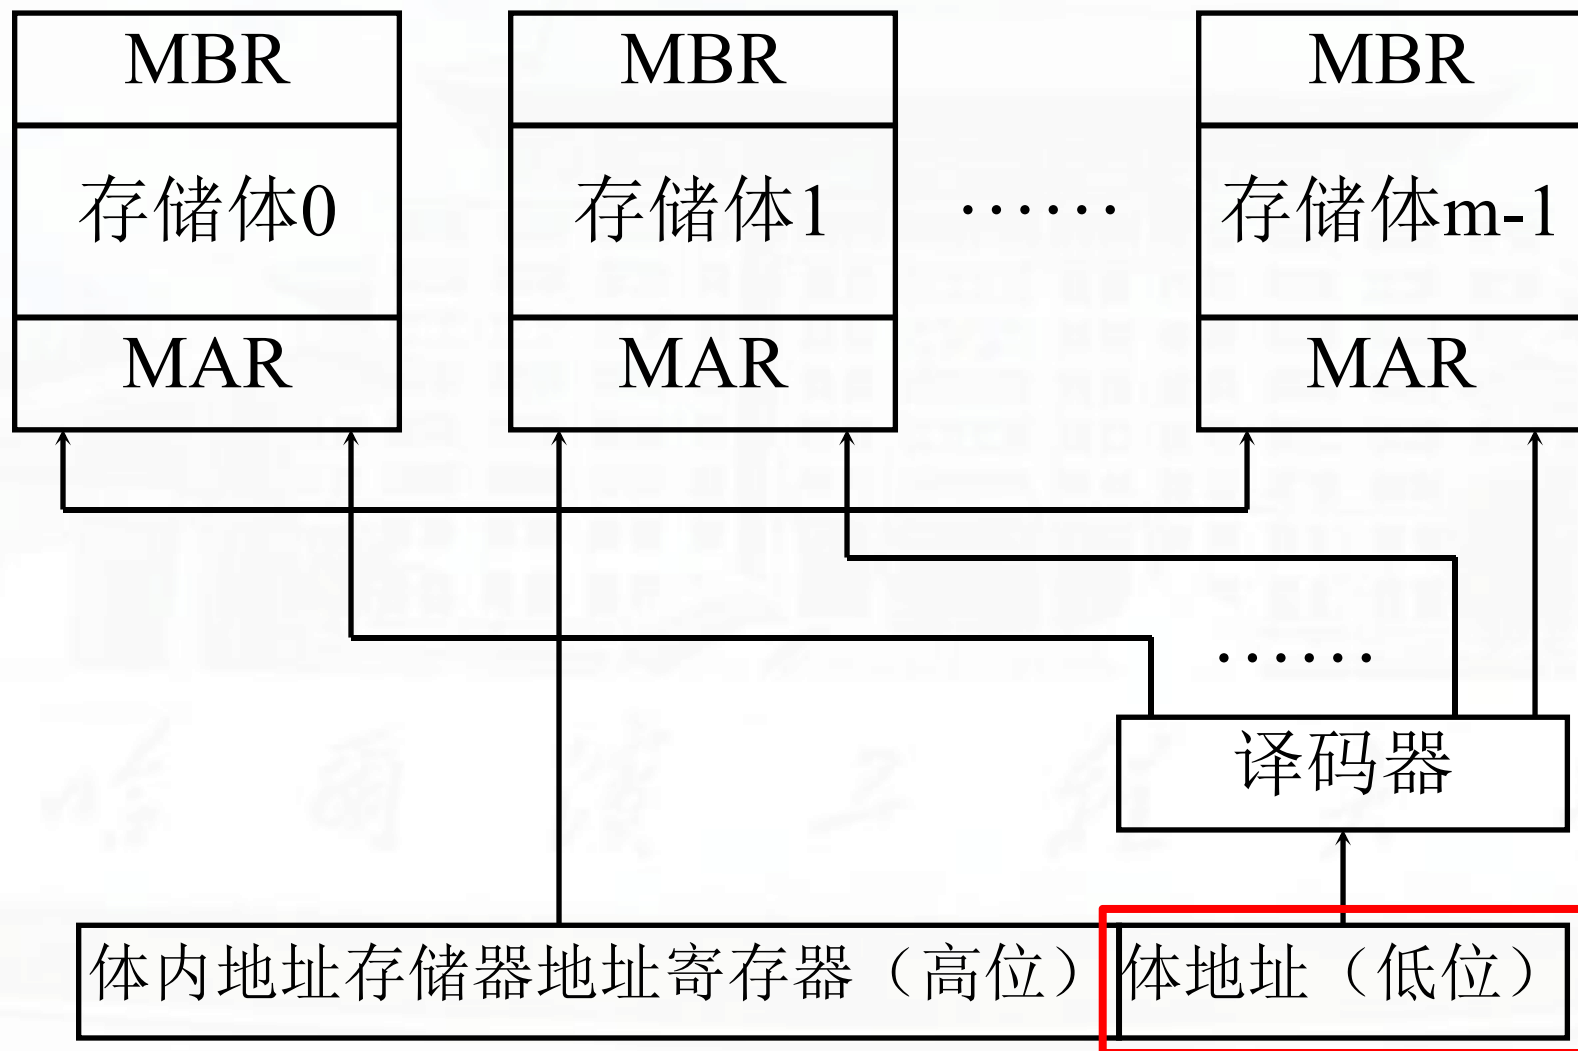 MBR MBR MBR
存储体0 存储体1 …… 存储体m-1
MAR MAR MAR
……
译码器
体内地址存储器地址寄存器（高位） 体地址（低位）